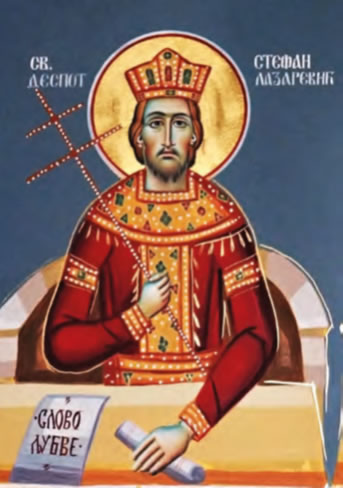 СВ.
ДЕСПОТ
СТЕФАН
ЛАЗАРЕВИЋ
·СЛОВО
ЛУБВЕ·